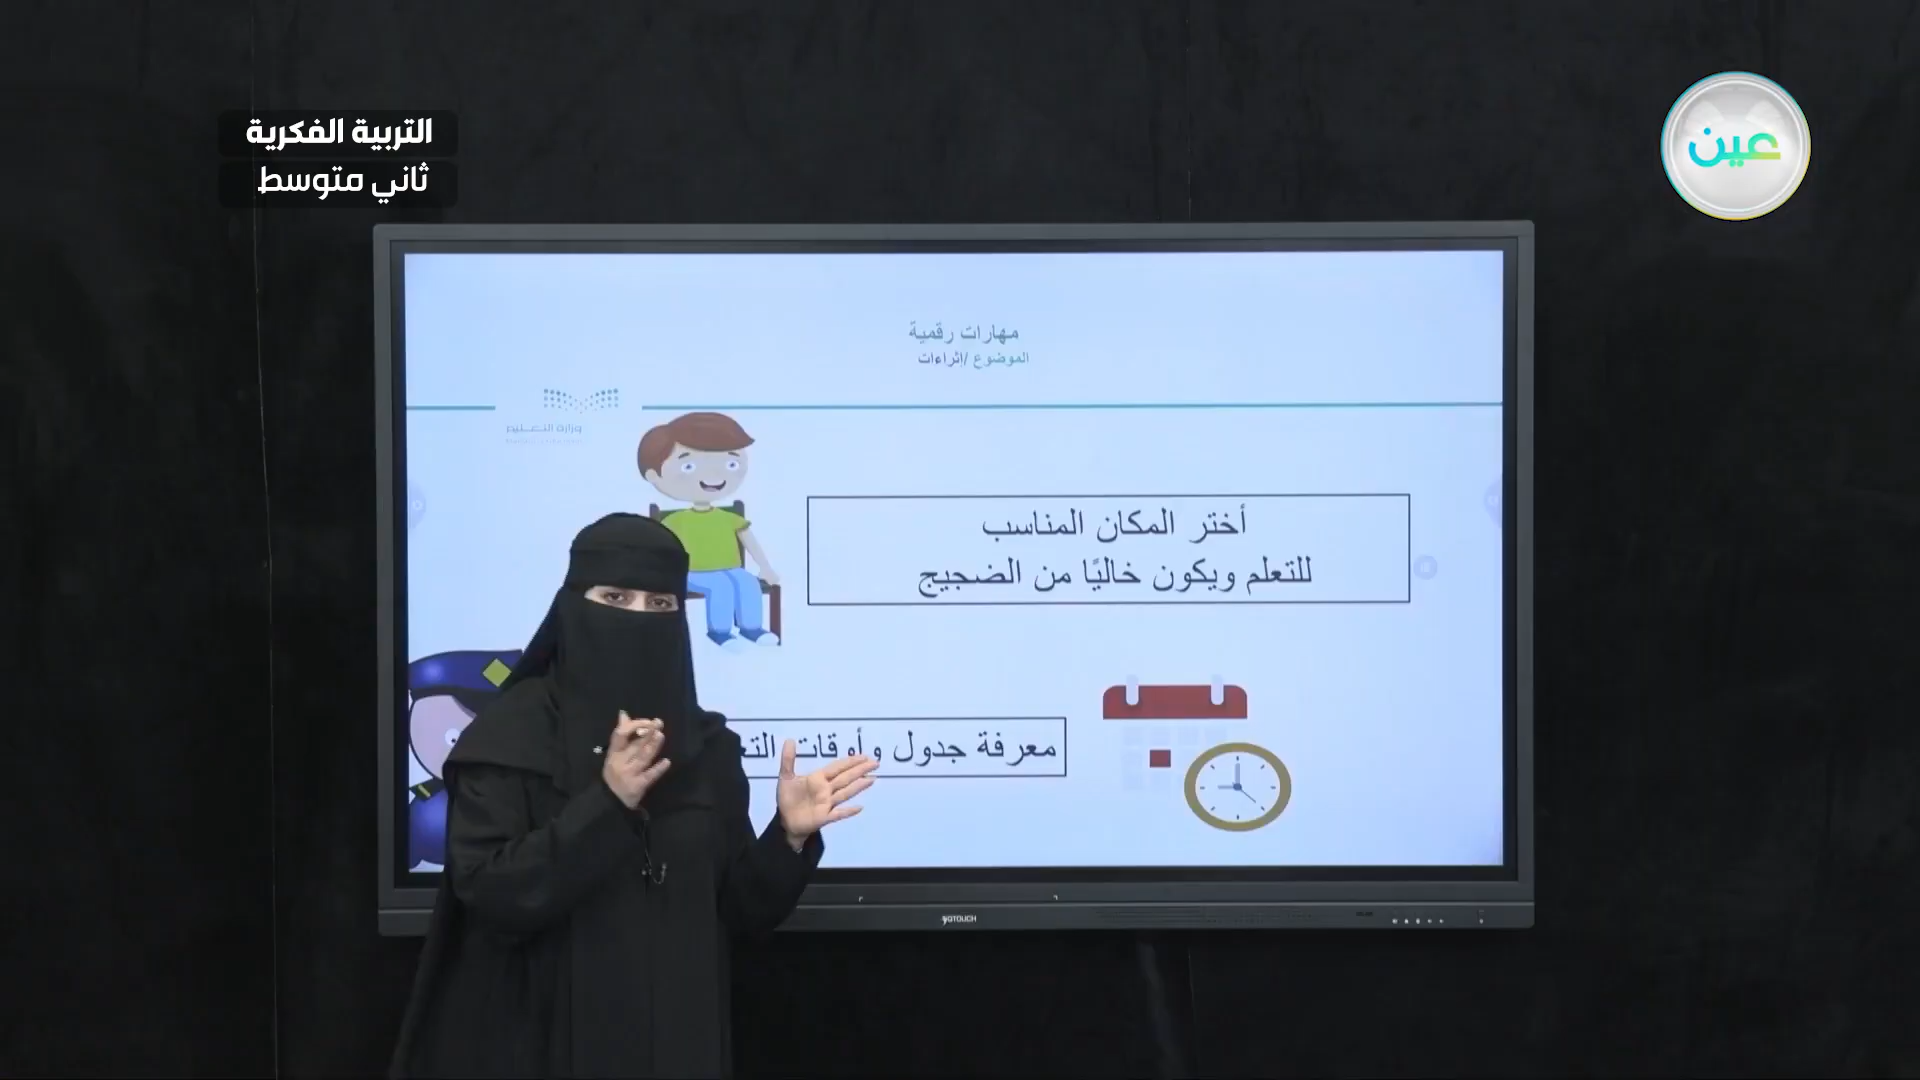 التربية الفكرية
ثاني متوسط
عين
مهارات رقمية
الموضوع /إثراءات
وزارة التعليم
أختر المكان المناسب
للتعلم ويكون خاليًا من الضجيج
معرفة جدول وأوقات